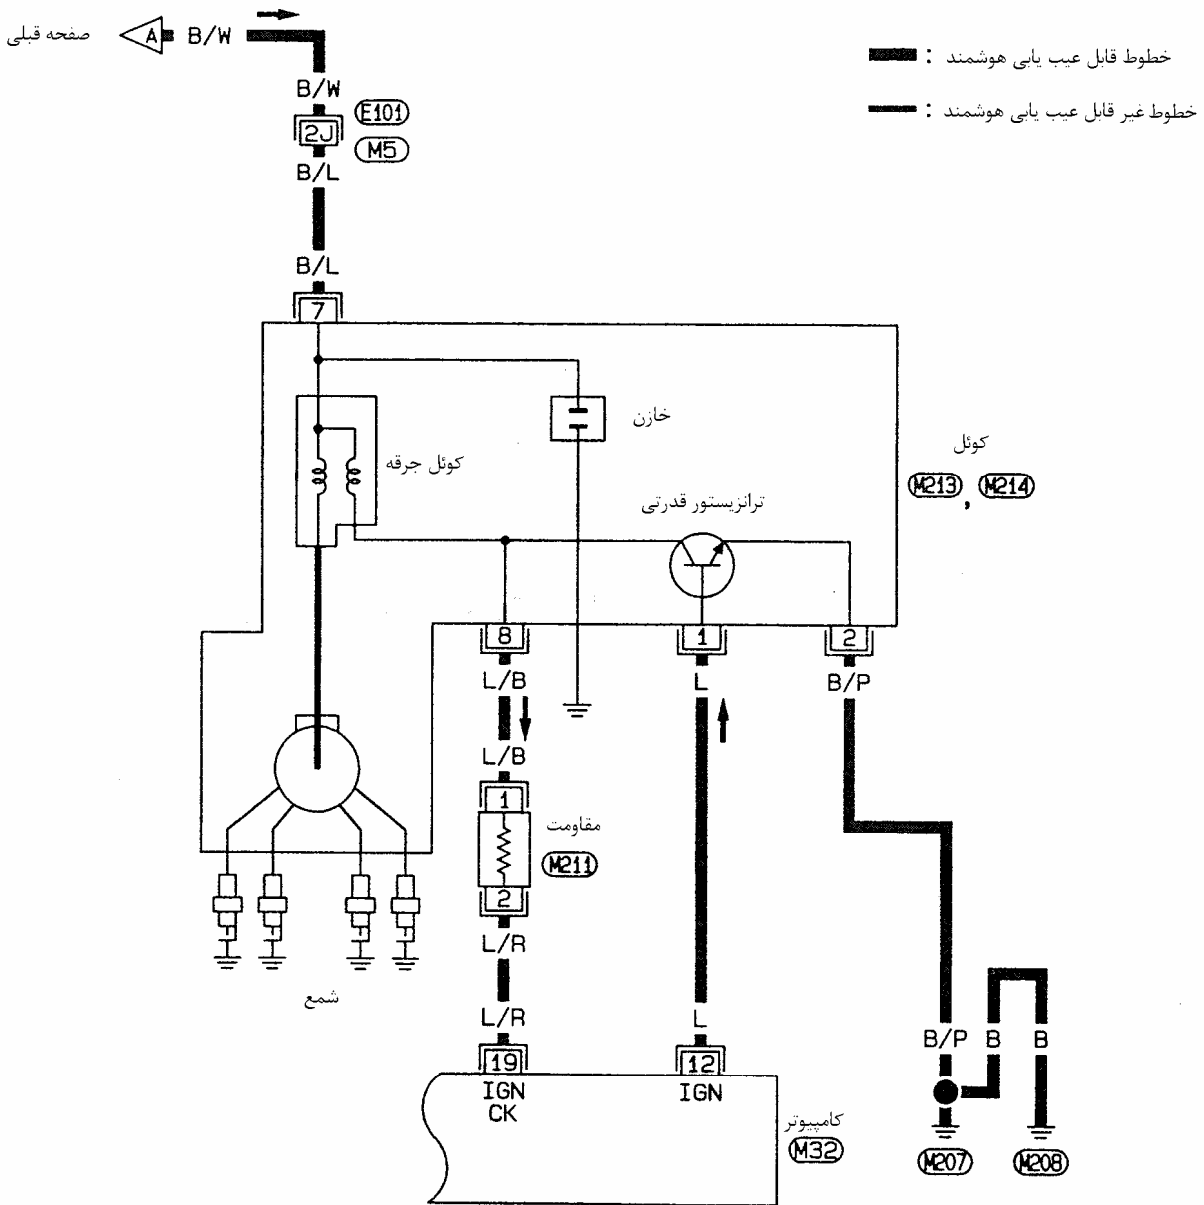 صفحه قبلی
A
B/W
خطوط قابل عیب یابی هوشمند :
خطوط غیر قابل عیب یابی هوشمند :
B/W
E101
2J
M5
B/L
B/L
7
خازن
کوئل
M213 , M214
کوئل جرقه
ترانزیستور قدرتی
8
1
2
L/B
L
B/P
L/B
1
مقاومت
M211
2
L/R
شمع
L/R
L
B/P
B
B
19
12
IGN
CK
IGN
کامپیوتر
M32
M207
M208